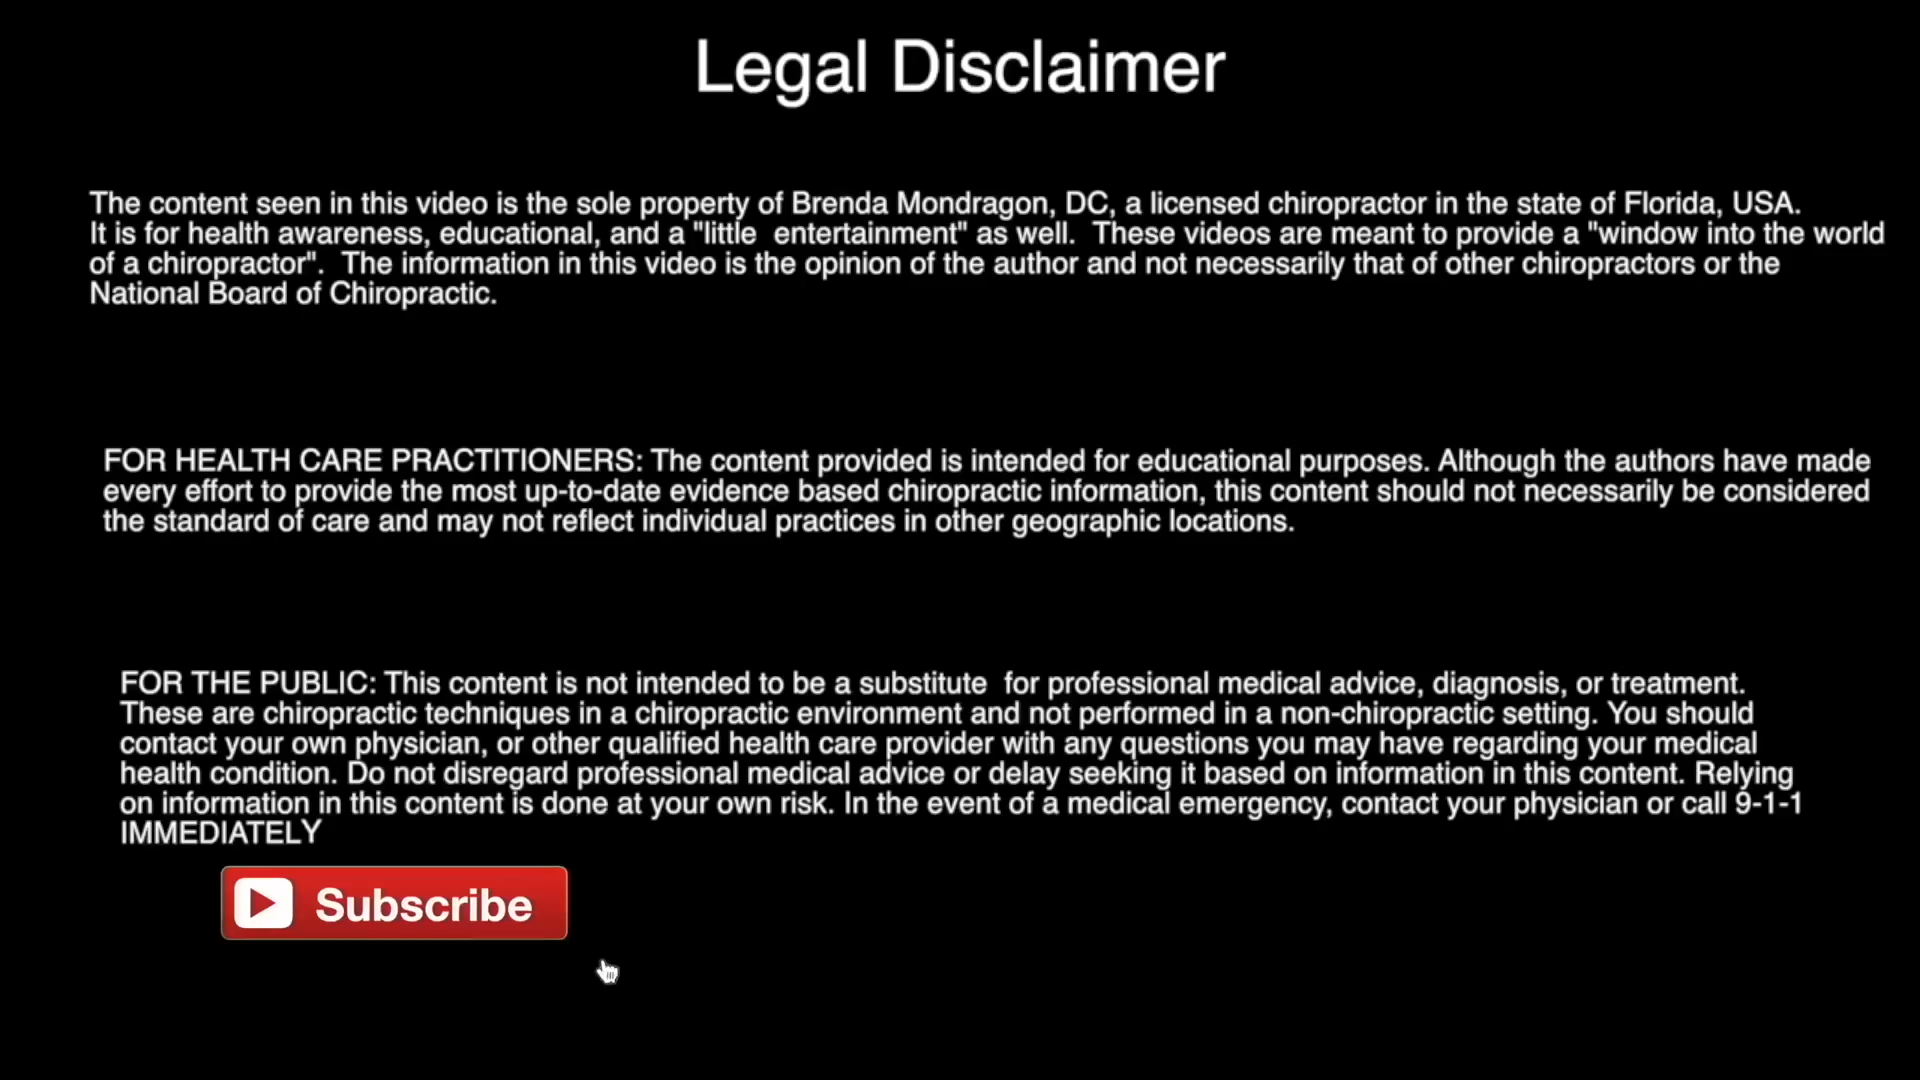 Legal Disclaimer
The content seen in this video is the sole property of Brenda Mondragon, DC, a licensed chiropractor in the state of Florida, USA.
It is for health awareness, educational, and a "little  entertainment" as well.  These videos are meant to provide a "window into the world
of a chiropractor".  The information in this video is the opinion of the author and not necessarily that of other chiropractors or the
National Board of Chiropractic.
FOR HEALTH CARE PRACTITIONERS: The content provided is intended for educational purposes. Although the authors have made
every effort to provide the most up-to-date evidence based chiropractic information, this content should not necessarily be considered
the standard of care and may not reflect individual practices in other geographic locations.
FOR THE PUBLIC: This content is not intended to be a substitute  for professional medical advice, diagnosis, or treatment.
These are chiropractic techniques in a chiropractic environment and not performed in a non-chiropractic setting. You should
contact your own physician, or other qualified health care provider with any questions you may have regarding your medical
health condition. Do not disregard professional medical advice or delay seeking it based on information in this content. Relying
on information in this content is done at your own risk. In the event of a medical emergency, contact your physician or call 9-1-1
IMMEDIATELY
Subscribe